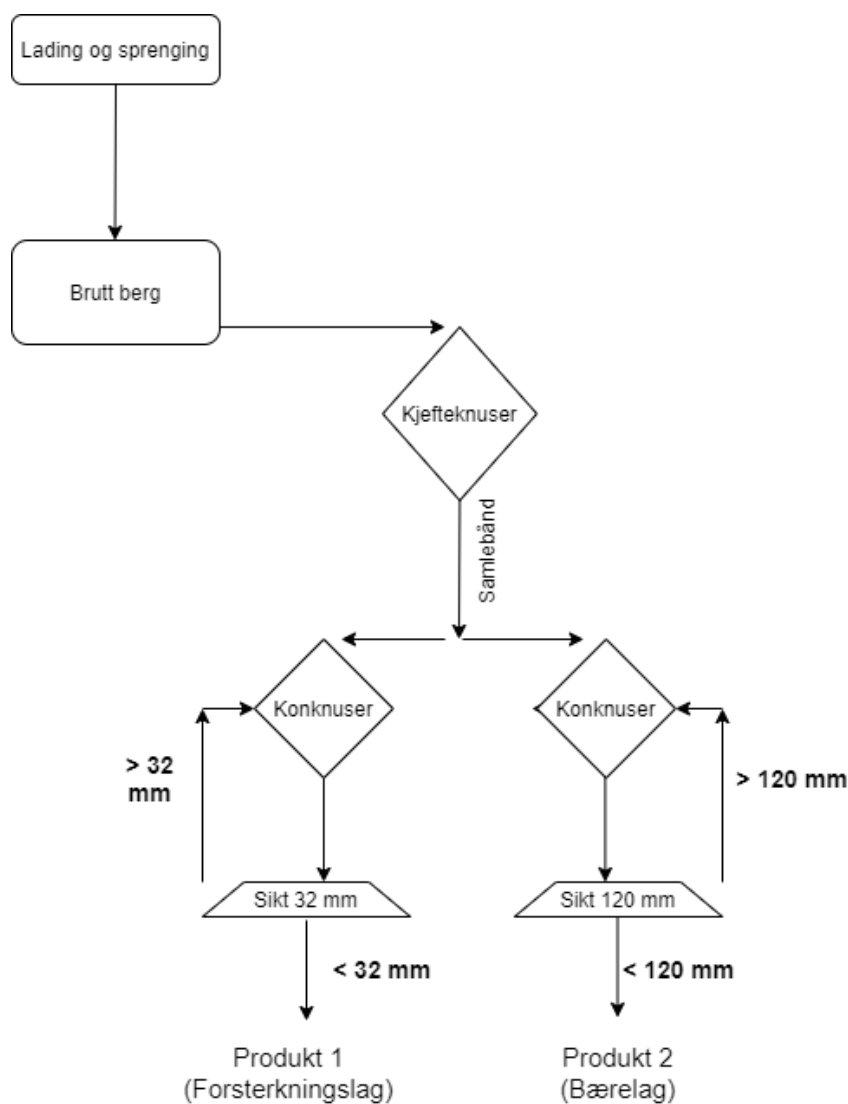 Lading og sprenging
Brutt berg
Kjefteknuser
Samlebånd
Konknuser
Konknuser
> 32
mm
> 120 mm
Sikt 32 mm
Sikt 120 mm
< 32 mm
< 120 mm
Produkt 1
(Forsterkningslag)
Produkt 2
(Bærelag)